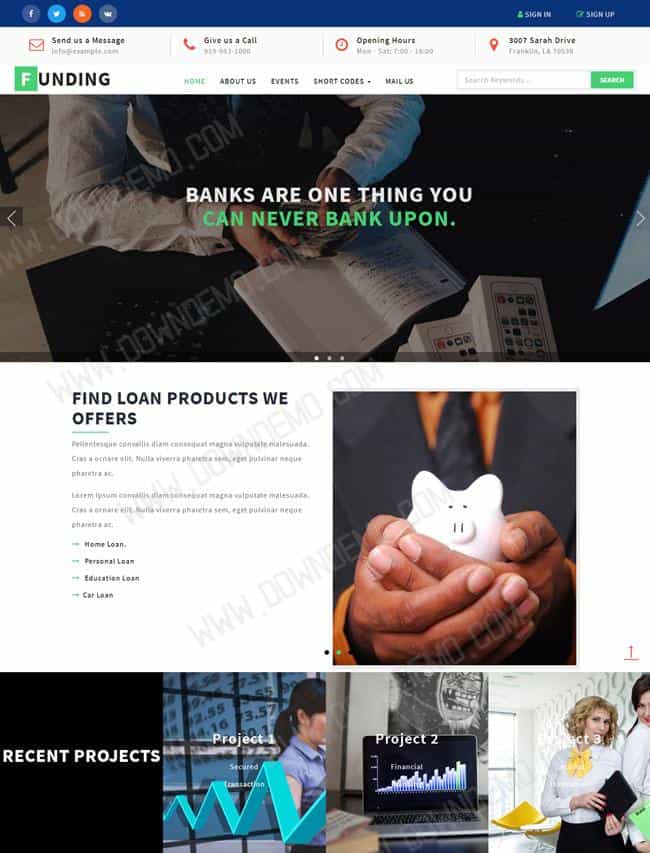 SIGN IN
SIGN UP
Send us a Message
info@example.com
Give us a Call
919-962-1000
Opening Hours
Mon - Sat: 7:00 - 18:00
3007 Sarah Drive
Franklin, LA 70538
FUNDING
HOME
ABOUT US
EVENTS
SHORT CODES
MAIL US
Search Keywords...
SEARCH
BANKS ARE ONE THING YOU
CAN NEVER BANK UPON.
WWW.DOWNDEMO.COM
FIND LOAN PRODUCTS WE
OFFERS
Pellentesque convallis diam consequat magna vulputate malesuada.
Cras a ornare elit. Nulla viverra pharetra sem, eget pulvinar neque
pharetra ac.
Lorem Ipsum convallis diam consequat magna vulputate malesuada.
Cras a ornare elit. Nulla viverra pharetra sem, eget pulvinar neque
pharetra ac.
Home Loan.
Personal Loan
Education Loan
Car Loan
WWW.DOWNDEMO.COM
RECENT PROJECTS
Project 1
Secured
Transaction
Project 2
Financial
Project 3